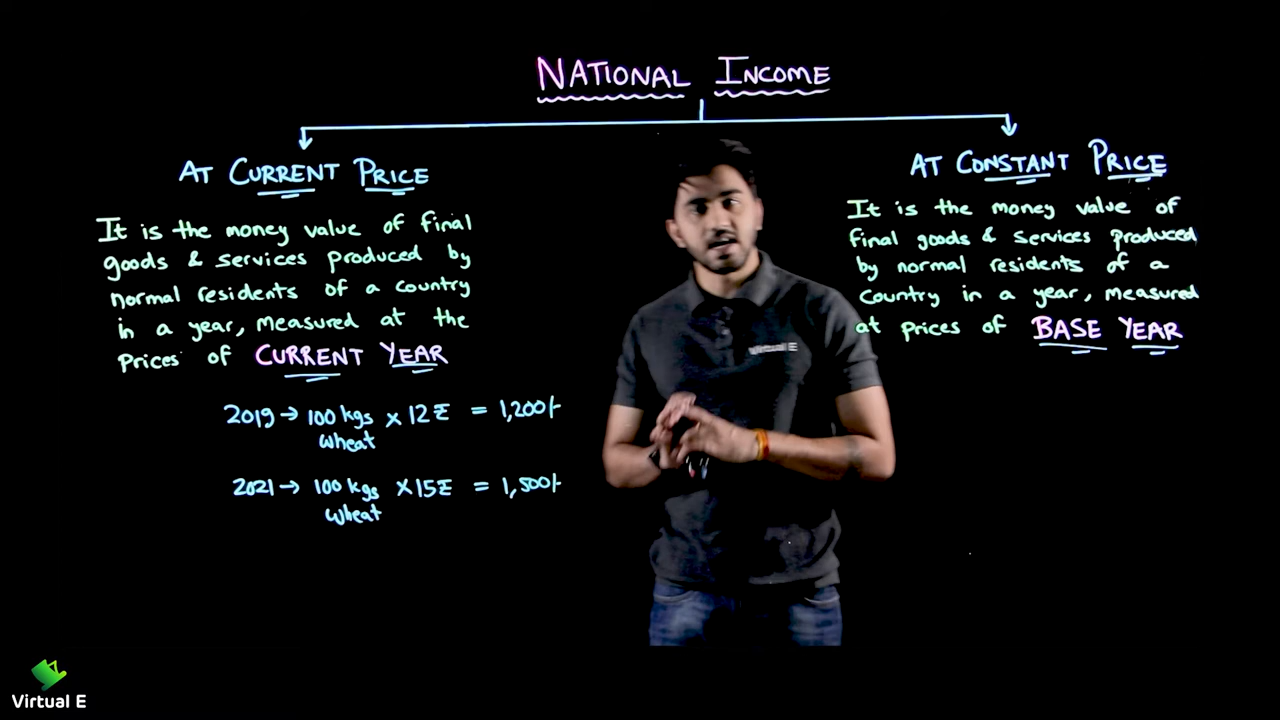 NATIONAL INCOME
AT CURRENT PRICE
It is the money value of final
goods & services produced by
normal residents of a country
in a year, measured at the
prices of CURRENT YEAR
2019 → 100 kgs × 12₹ = 1,200/-
wheat
2021 → 100 kgs × 15₹ = 1,500/-
wheat
AT CONSTANT PRICE
It is the money value of
final goods & services produced
by normal residents of a
country in a year, measured
at prices of BASE YEAR
Virtual E
Virtual E